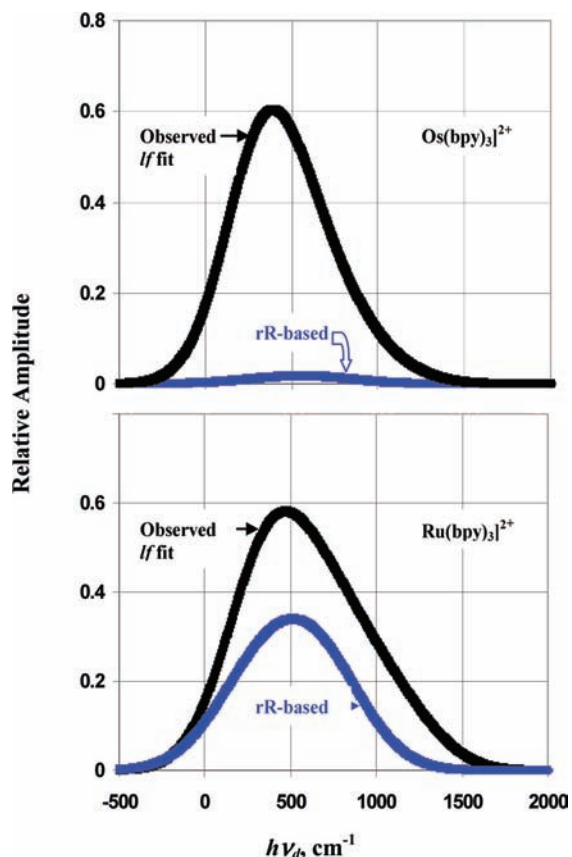 0.8
0.6
0.4
0.2
0
Observed
lf fit
Os(bpy)₃]²⁺
rR-based
Relative Amplitude
0.6
0.4
0.2
0
Observed
lf fit
Ru(bpy)₃]²⁺
rR-based
-500 0 500 1000 1500 2000
hνd, cm⁻¹